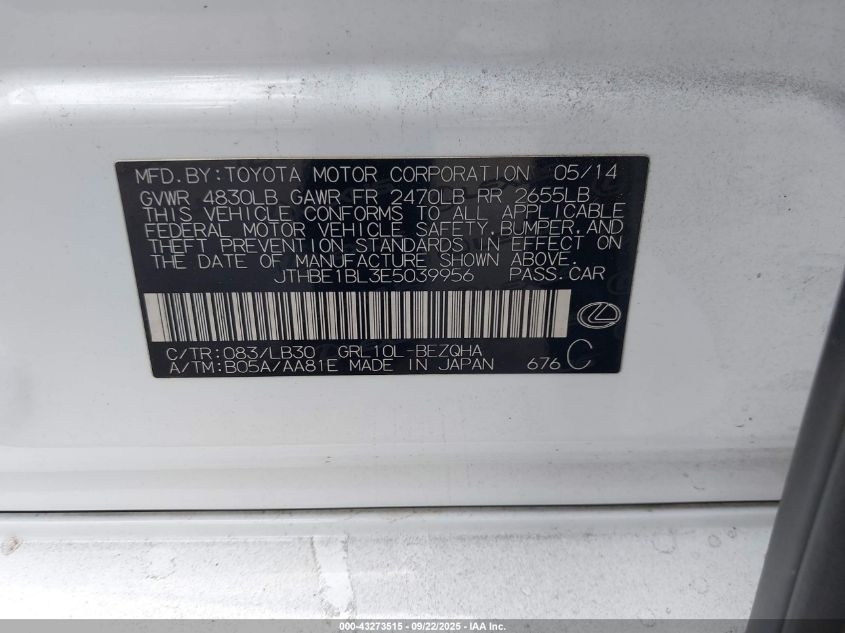 MFD.BY:TOYOTA MOTOR CORPORATION 05/14
GVWR 4830LB GAWR FR 2470LB RR 2655LB
THIS VEHICLE CONFORMS TO ALL APPLICABLE
FEDERAL MOTOR VEHICLE SAFETY,BUMPER,AND
THEFT PREVENTION STANDARDS IN EFFECT ON
THE DATE OF MANUFACTURE SHOWN ABOVE.
JTHBE1BL3E5039956 PASS.CAR
C/TR:083/LB30 GRL10L-BEZQHA
A/TM:B05A/AA81E MADE IN JAPAN 676 C
000-43273515 - 09/22/2025 - IAA Inc.